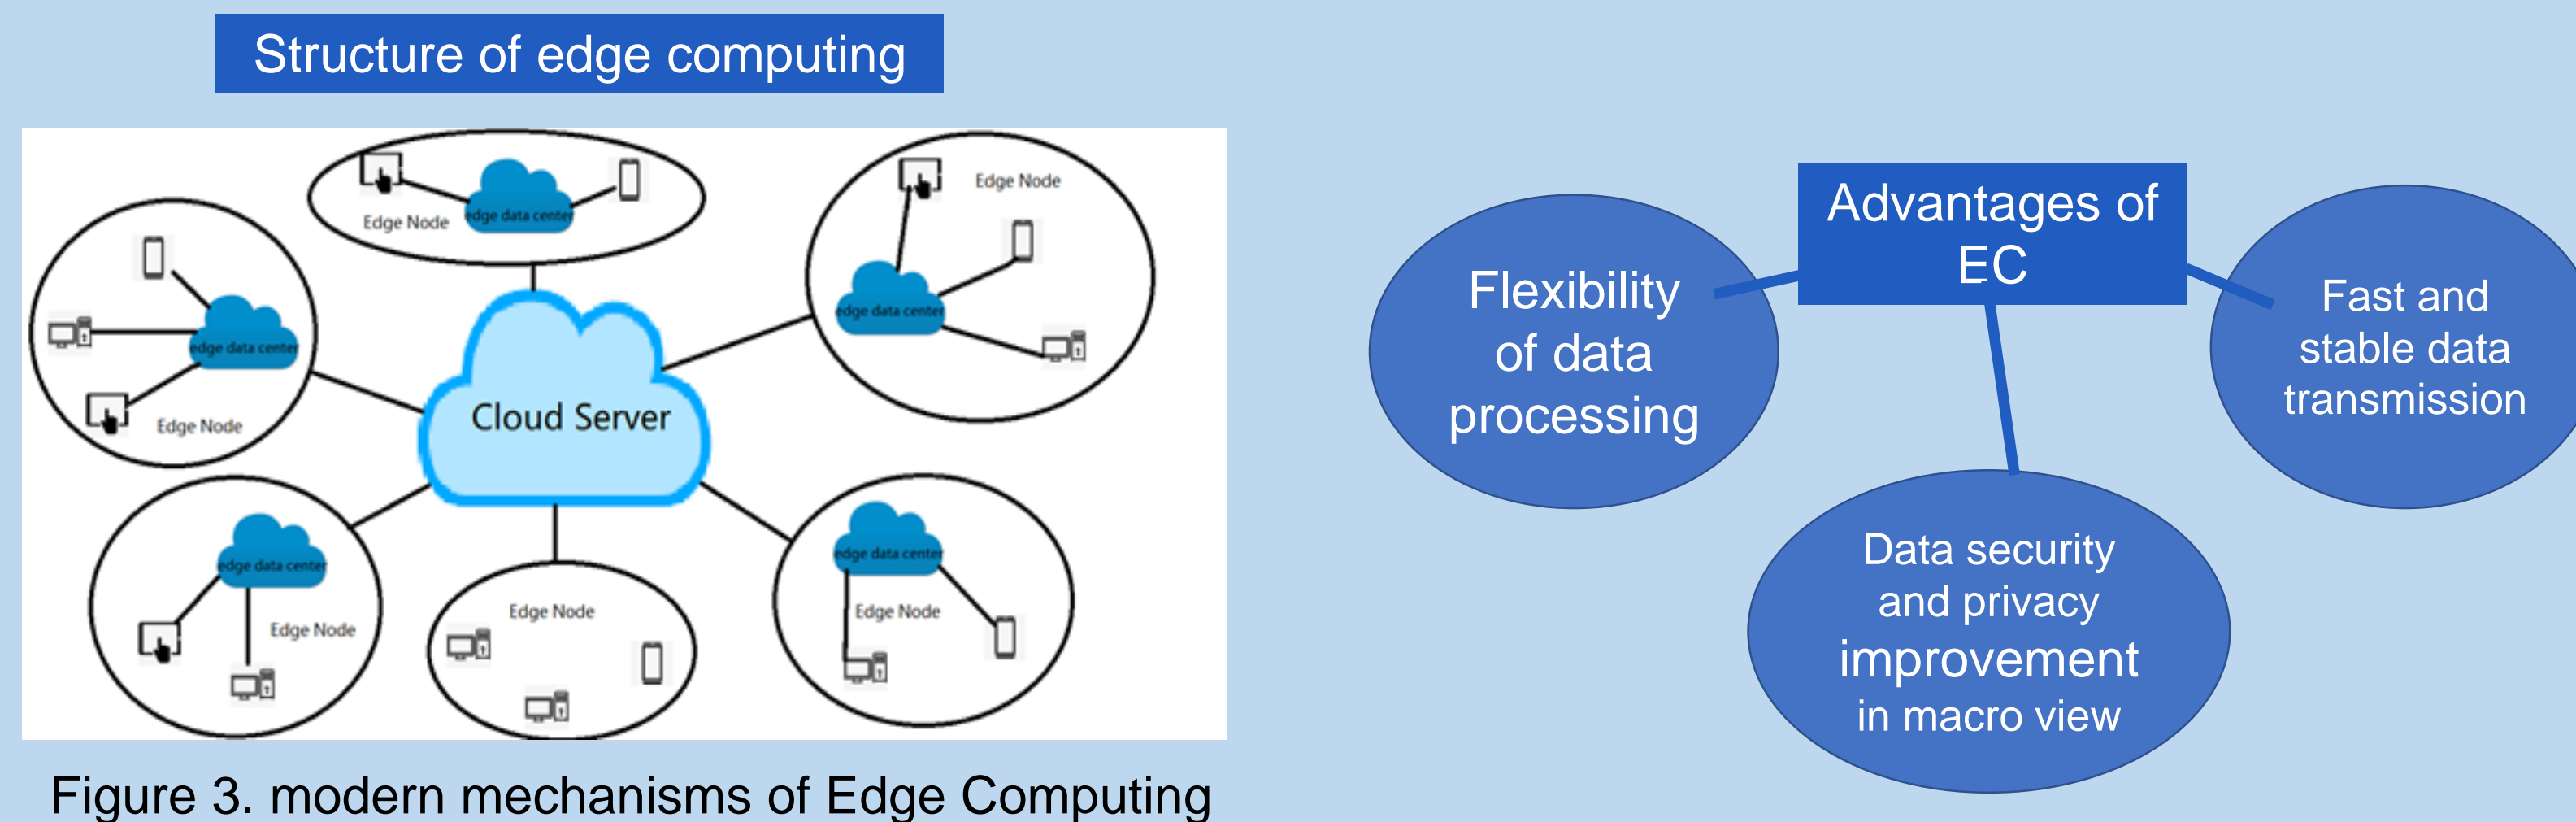 Structure of edge computing
Edge Node
edge data center
Edge Node
edge data center
edge data center
Edge Node
edge data center
Edge Node
Cloud Server
edge data center
Edge Node
Edge Node
edge data center
Edge Node
Figure 3. modern mechanisms of Edge Computing
Advantages of
EC
Flexibility
of data
processing
Fast and
stable data
transmission
Data security
and privacy
improvement
in macro view